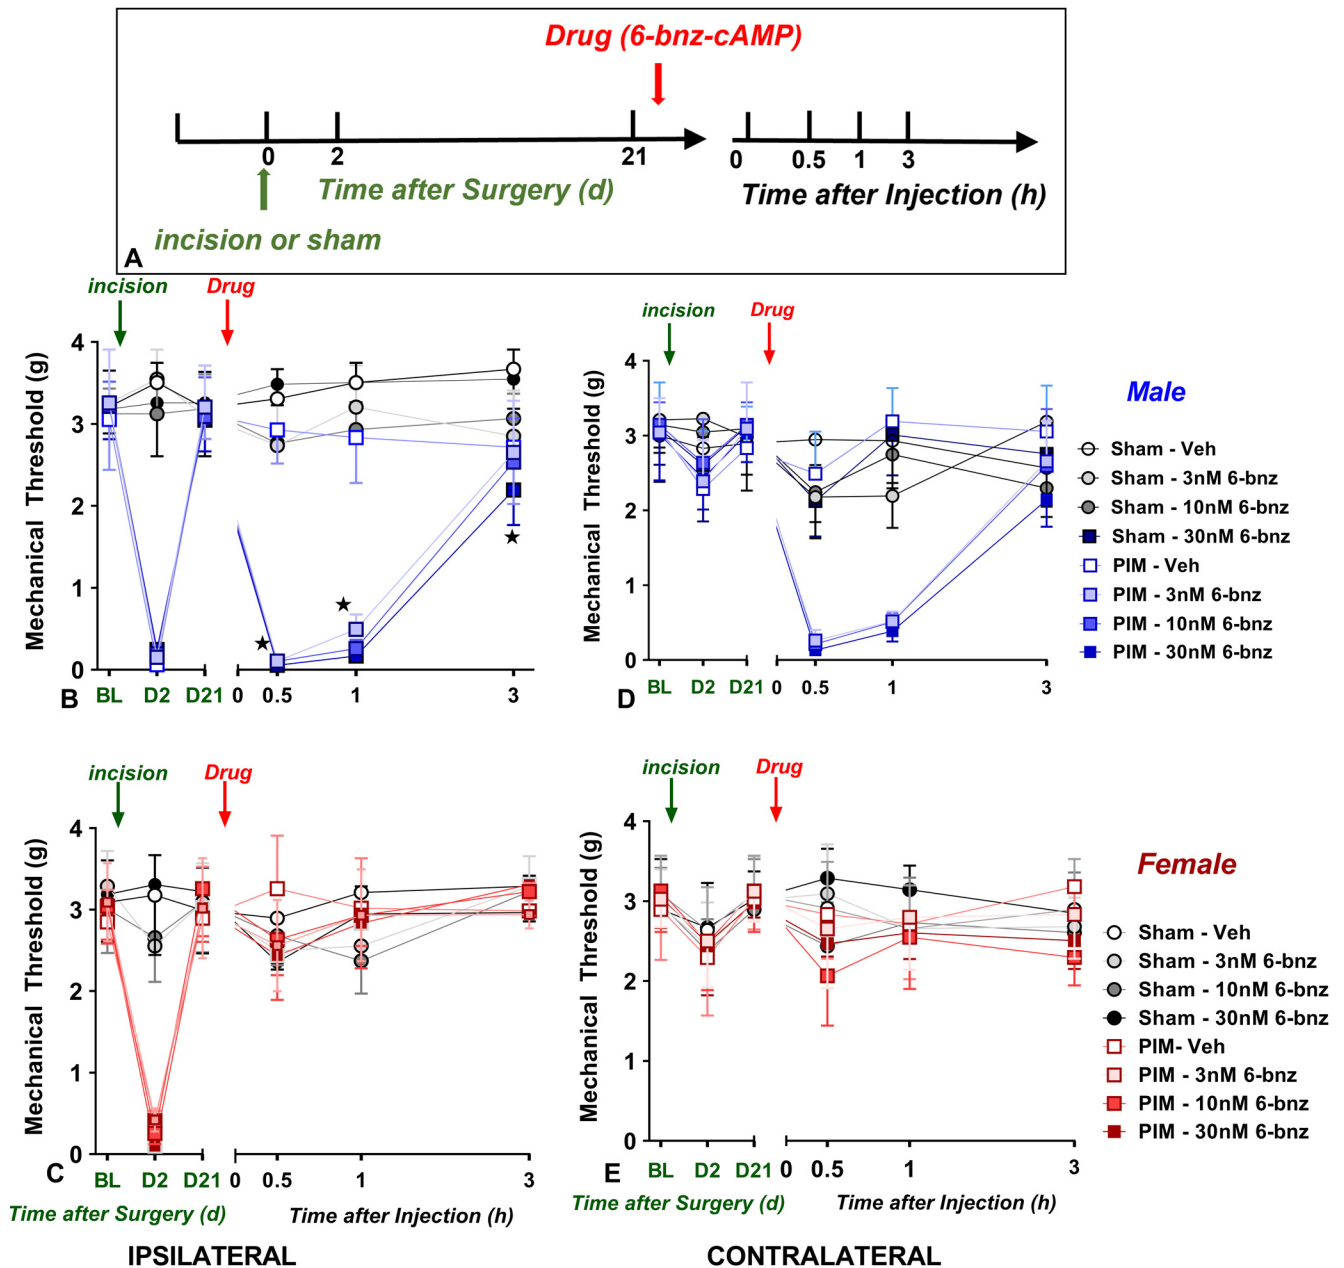 Drug (6-bnz-cAMP)
0 2 21 0 0.5 1 3
Time after Surgery (d)
Time after Injection (h)
incision or sham
A
incision Drug
Mechanical Threshold (g)
4
3
2
1
0
BL D2 D21 0 0.5 1 3
B
incision Drug
Mechanical Threshold (g)
4
3
2
1
0
BL D2 D21 0 0.5 1 3
D
Male
Sham - Veh
Sham - 3nM 6-bnz
Sham - 10nM 6-bnz
Sham - 30nM 6-bnz
PIM - Veh
PIM - 3nM 6-bnz
PIM - 10nM 6-bnz
PIM - 30nM 6-bnz
incision Drug
Mechanical Threshold (g)
4
3
2
1
0
C
BL D2 D21 0 0.5 1 3
Time after Surgery (d) Time after Injection (h)
IPSILATERAL
incision Drug
Mechanical Threshold (g)
4
3
2
1
0
E
BL D2 D21 0 0.5 1 3
Time after Surgery (d) Time after Injection (h)
CONTRALATERAL
Female
Sham - Veh
Sham - 3nM 6-bnz
Sham - 10nM 6-bnz
Sham - 30nM 6-bnz
PIM- Veh
PIM - 3nM 6-bnz
PIM - 10nM 6-bnz
PIM - 30nM 6-bnz